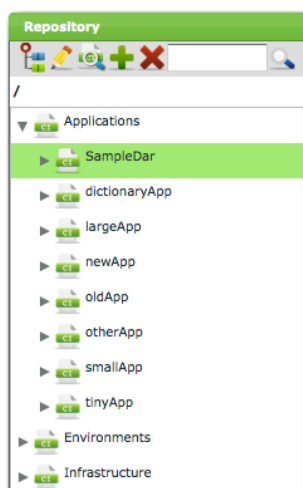 Repository
/
Applications
SampleDar
dictionaryApp
largeApp
newApp
oldApp
otherApp
smallApp
tinyApp
Environments
Infrastructure